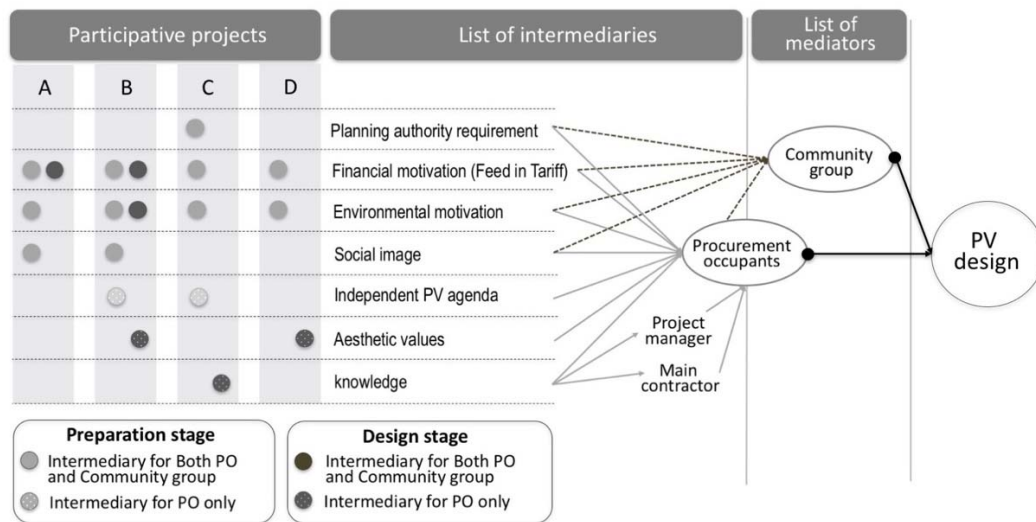 Participative projects
List of intermediaries
List of
mediators
A
B
C
D
Planning authority requirement
Financial motivation (Feed in Tariff)
Environmental motivation
Social image
Independent PV agenda
Aesthetic values
knowledge
Community
group
Procurement
occupants
Project
manager
Main
contractor
PV
design
Preparation stage
Intermediary for Both PO
and Community group
Intermediary for PO only
Design stage
Intermediary for Both PO
and Community group
Intermediary for PO only